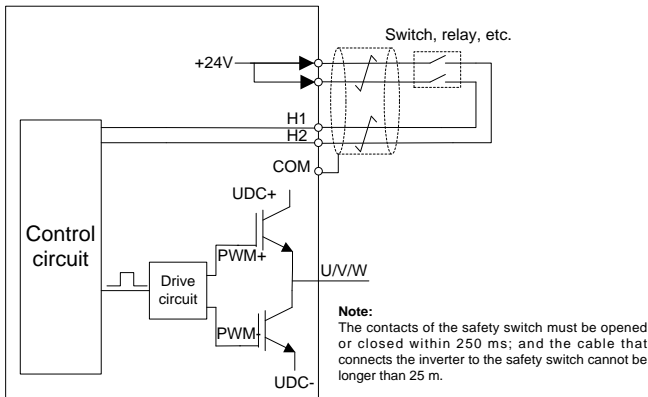 Switch, relay, etc.
+24V
H1
H2
COM
UDC+
Control
circuit
PWM+
U/V/W
Drive
circuit
PWM-
UDC-
Note:
The contacts of the safety switch must be opened
or closed within 250 ms; and the cable that
connects the inverter to the safety switch cannot be
longer than 25 m.